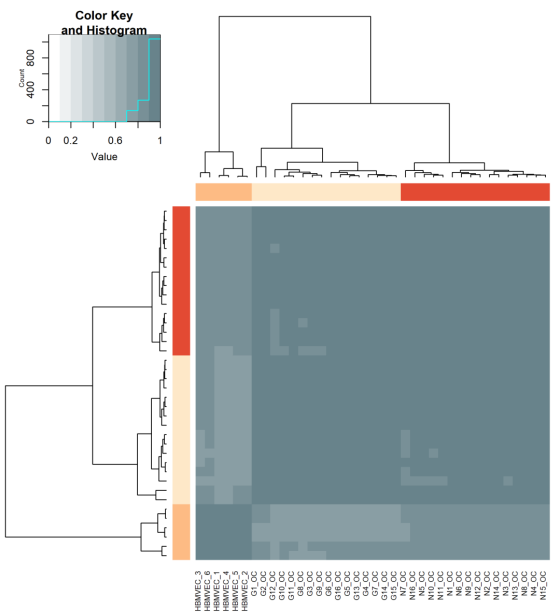 Color Key
and Histogram
Count
0
400
800
0
0.2
0.6
1
Value
HBMVEC_3
HBMVEC_6
HBMVEC_1
HBMVEC_4
HBMVEC_5
HBMVEC_2
G1_OC
G2_OC
G12_OC
G10_OC
G11_OC
G8_OC
G3_OC
G9_OC
G6_OC
G16_OC
G5_OC
G13_OC
G4_OC
G7_OC
G14_OC
G15_OC
N7_OC
N16_OC
N5_OC
N10_OC
N11_OC
N1_OC
N6_OC
N9_OC
N12_OC
N2_OC
N14_OC
N3_OC
N13_OC
N8_OC
N4_OC
N15_OC